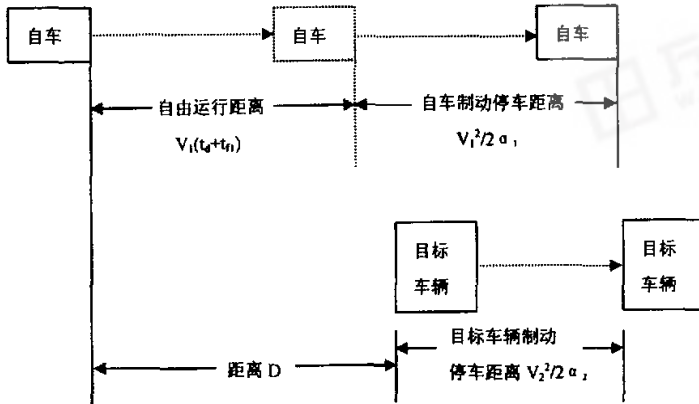 自车
自车
自车
自由运行距离
V₁(t_d+t_f1)
自车制动停车距离
V₁²/2α₁
目标
车辆
目标
车辆
距离 D
目标车辆制动
停车距离 V₂²/2α₂